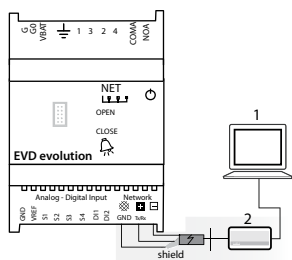 G G0 VBAT 1 3 2 4 COMA NOA
NET
OPEN
CLOSE
EVD evolution
Analog - Digital Input Network
GND VREF S1 S2 S3 S4 DI1 DI2 GND Tx/Rx
shield
1
2